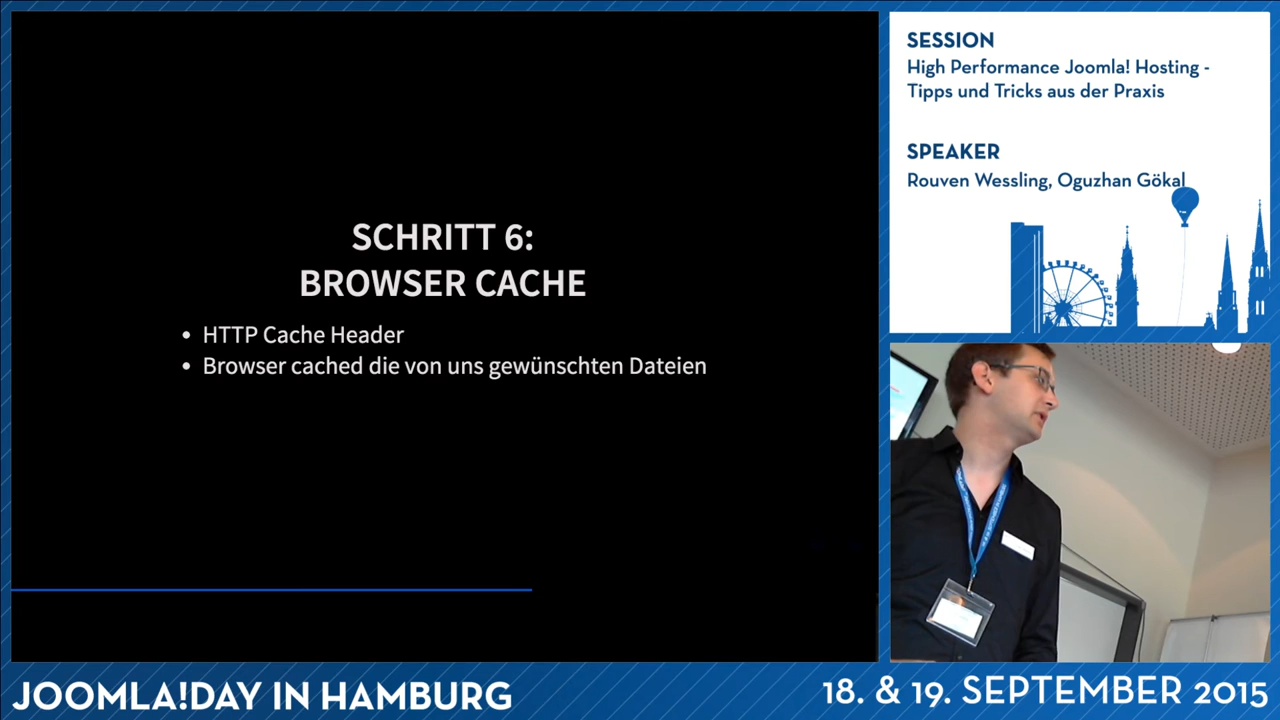 SCHRITT 6:
BROWSER CACHE
• HTTP Cache Header
• Browser cached die von uns gewünschten Dateien
SESSION
High Performance Joomla! Hosting -
Tipps und Tricks aus der Praxis
SPEAKER
Rouven Wessling, Oguzhan Gökal
JOOMLA!DAY IN HAMBURG
18. & 19. SEPTEMBER 2015